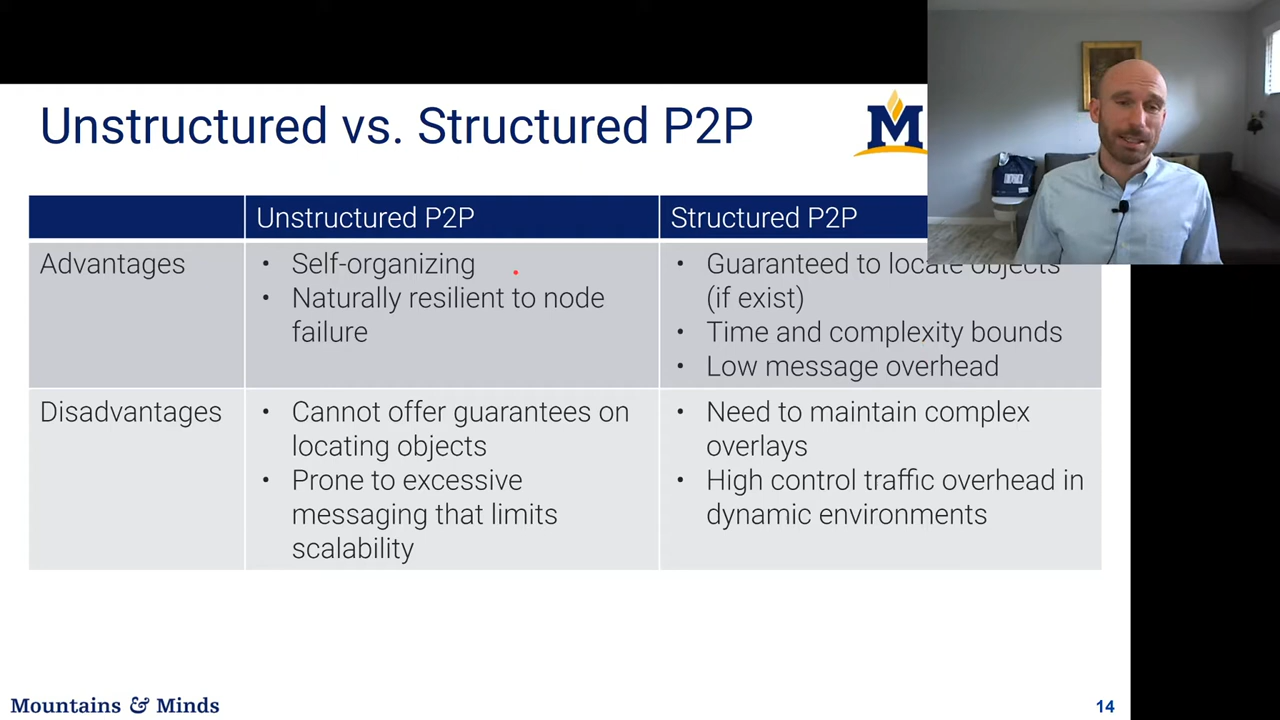 Unstructured vs. Structured P2P
M
Unstructured P2P
Structured P2P
Advantages
• Self-organizing
• Naturally resilient to node
failure
• Guaranteed to locate objects
(if exist)
• Time and complexity bounds
• Low message overhead
Disadvantages
• Cannot offer guarantees on
locating objects
• Prone to excessive
messaging that limits
scalability
• Need to maintain complex
overlays
• High control traffic overhead in
dynamic environments
Mountains & Minds
14